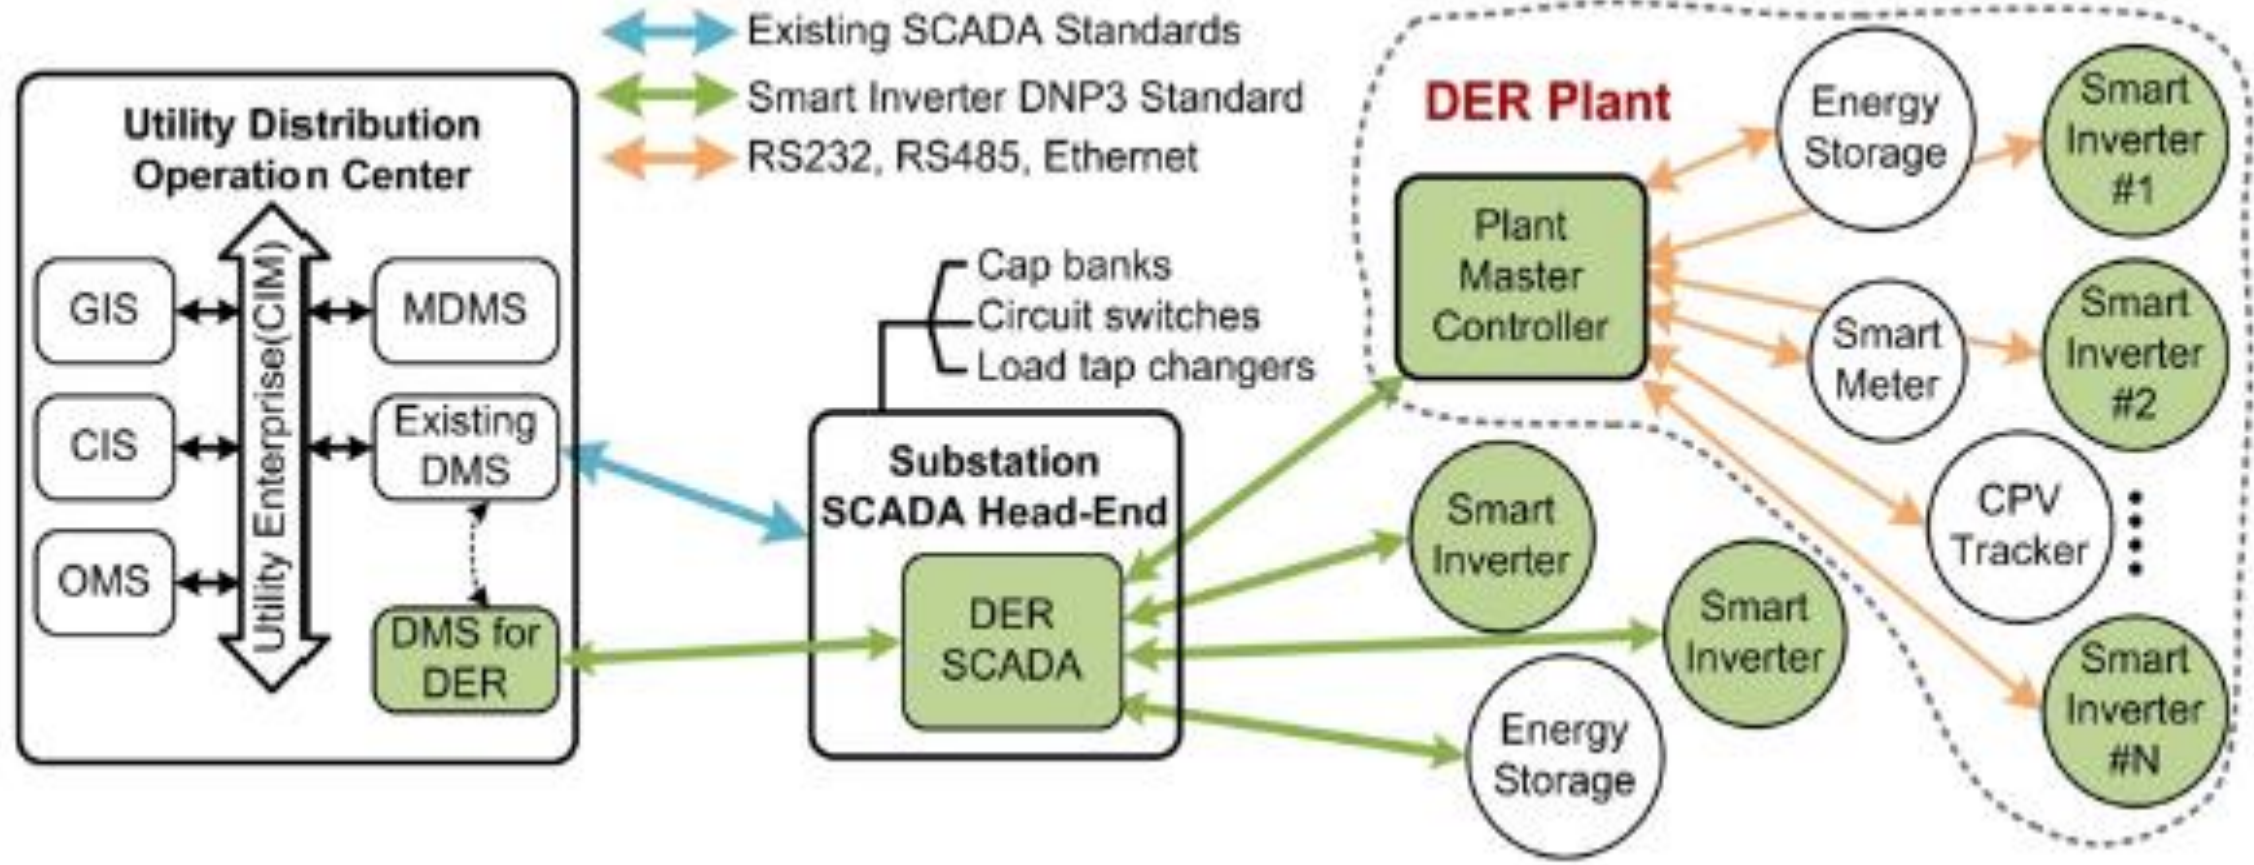 Existing SCADA Standards
Smart Inverter DNP3 Standard
RS232, RS485, Ethernet
Utility Distribution
Operation Center
GIS
CIS
OMS
Utility Enterprise(CIM)
MDMS
Existing
DMS
DMS for
DER
Cap banks
Circuit switches
Load tap changers
Substation
SCADA Head-End
DER
SCADA
DER Plant
Plant
Master
Controller
Energy
Storage
Smart
Inverter
#1
Smart
Meter
Smart
Inverter
#2
CPV
Tracker
Smart
Inverter
#N
Smart
Inverter
Smart
Inverter
Energy
Storage